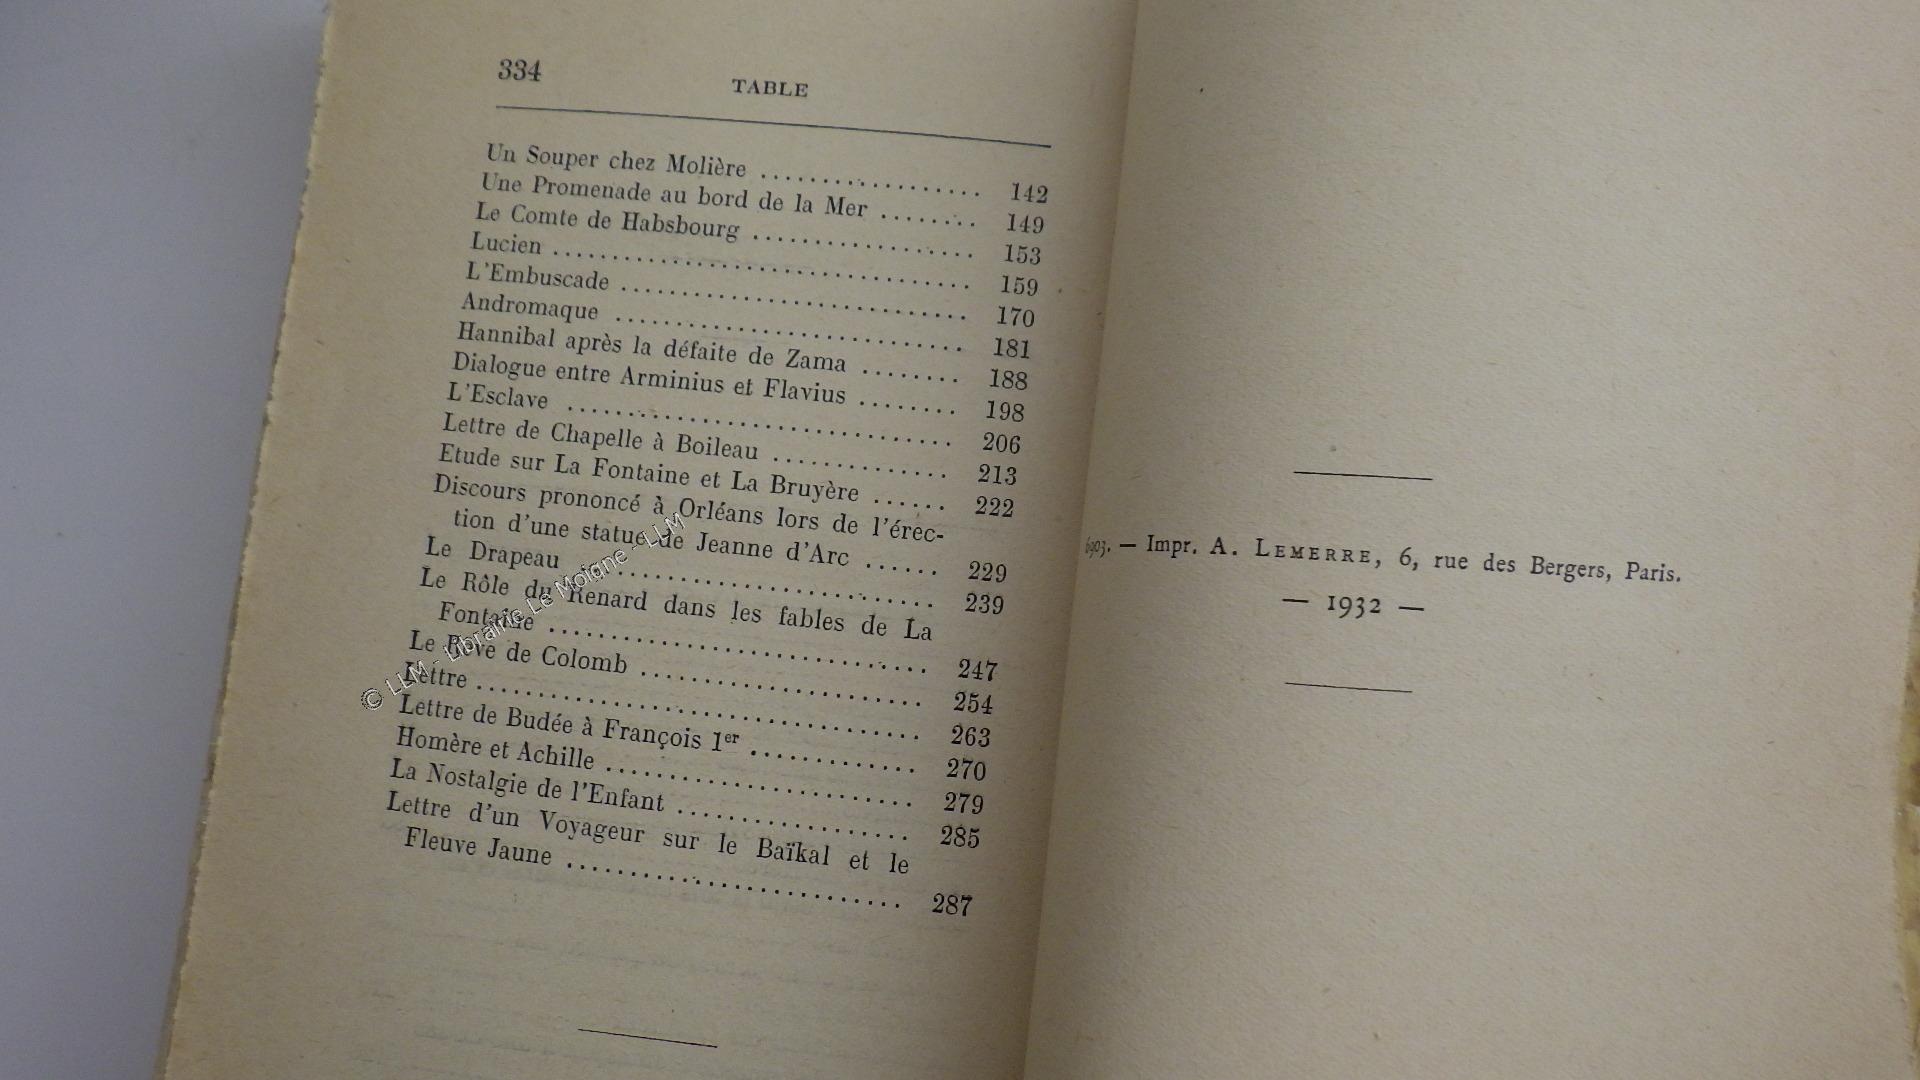 334
TABLE
Un Souper chez Molière .................. 142
Une Promenade au bord de la Mer ........ 149
Le Comte de Habsbourg .................. 153
Lucien .................................. 159
L'Embuscade ............................ 170
Andromaque ............................. 181
Hannibal après la défaite de Zama ........ 188
Dialogue entre Arminius et Flavius ........ 198
L'Esclave ................................ 206
Lettre de Chapelle à Boileau .............. 213
Etude sur La Fontaine et La Bruyère ...... 222
Discours prononcé à Orléans lors de l'érec-
tion d'une statue de Jeanne d'Arc ...... 229
Le Drapeau .............................. 239
Le Rôle du Renard dans les fables de La
Fontaine ................................ 247
Le Rêve de Colomb ....................... 254
Lettre .................................... 263
Lettre de Budée à François 1er ............. 270
Homère et Achille ......................... 279
La Nostalgie de l'Enfant ................... 285
Lettre d'un Voyageur sur le Baïkal et le
Fleuve Jaune ............................ 287
© LLM - Librairie Le Moigne - LLM
6903. — Impr. A. LEMERRE, 6, rue des Bergers, Paris.
— 1932 —